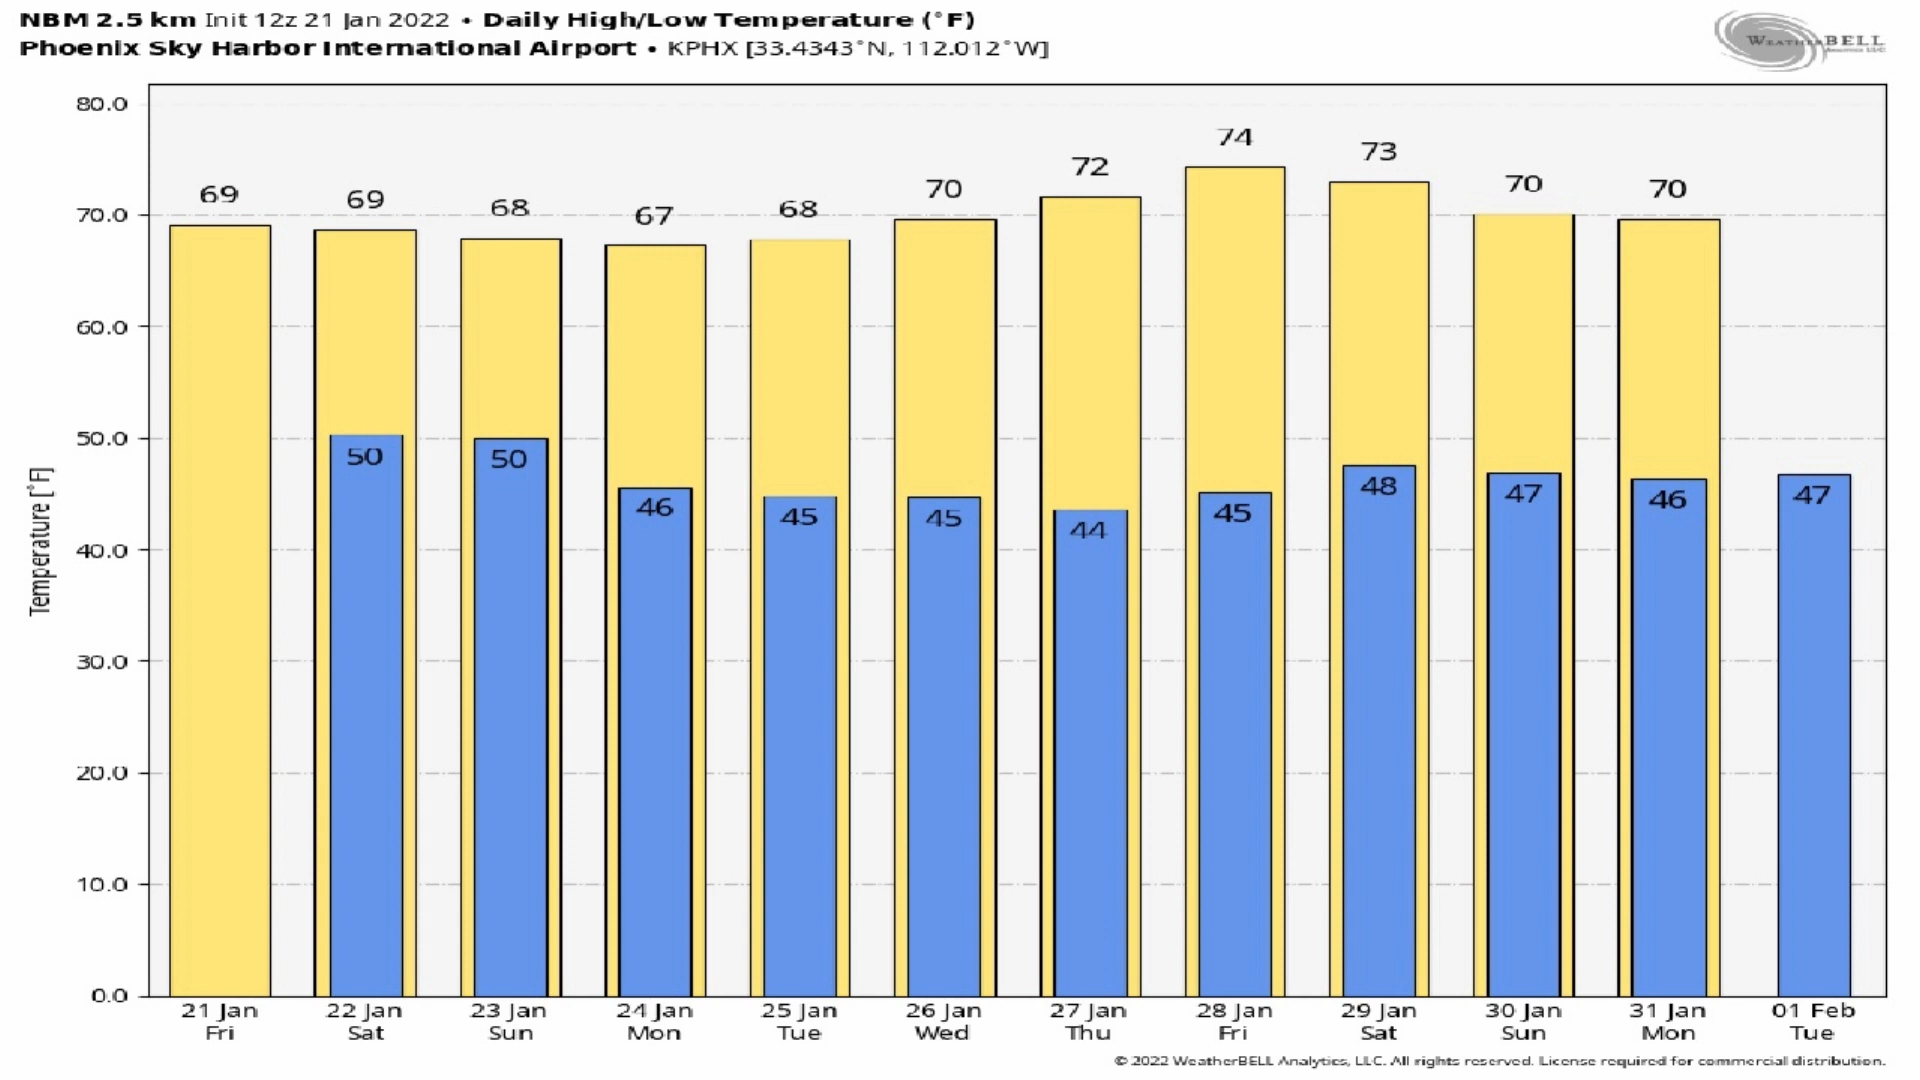 NBM 2.5 km Init 12z 21 Jan 2022 • Daily High/Low Temperature (°F)
Phoenix Sky Harbor International Airport • KPHX [33.4343°N, 112.012°W]
WEATHERBELL
Temperature [°F]
80.0
70.0
60.0
50.0
40.0
30.0
20.0
10.0
0.0
69 69 68 67 68 70 72 74 73 70 70
50 50 46 45 45 44 45 48 47 46 47
21 Jan 22 Jan 23 Jan 24 Jan 25 Jan 26 Jan 27 Jan 28 Jan 29 Jan 30 Jan 31 Jan 01 Feb
Fri Sat Sun Mon Tue Wed Thu Fri Sat Sun Mon Tue
© 2022 WeatherBELL Analytics, LLC. All rights reserved. License required for commercial distribution.